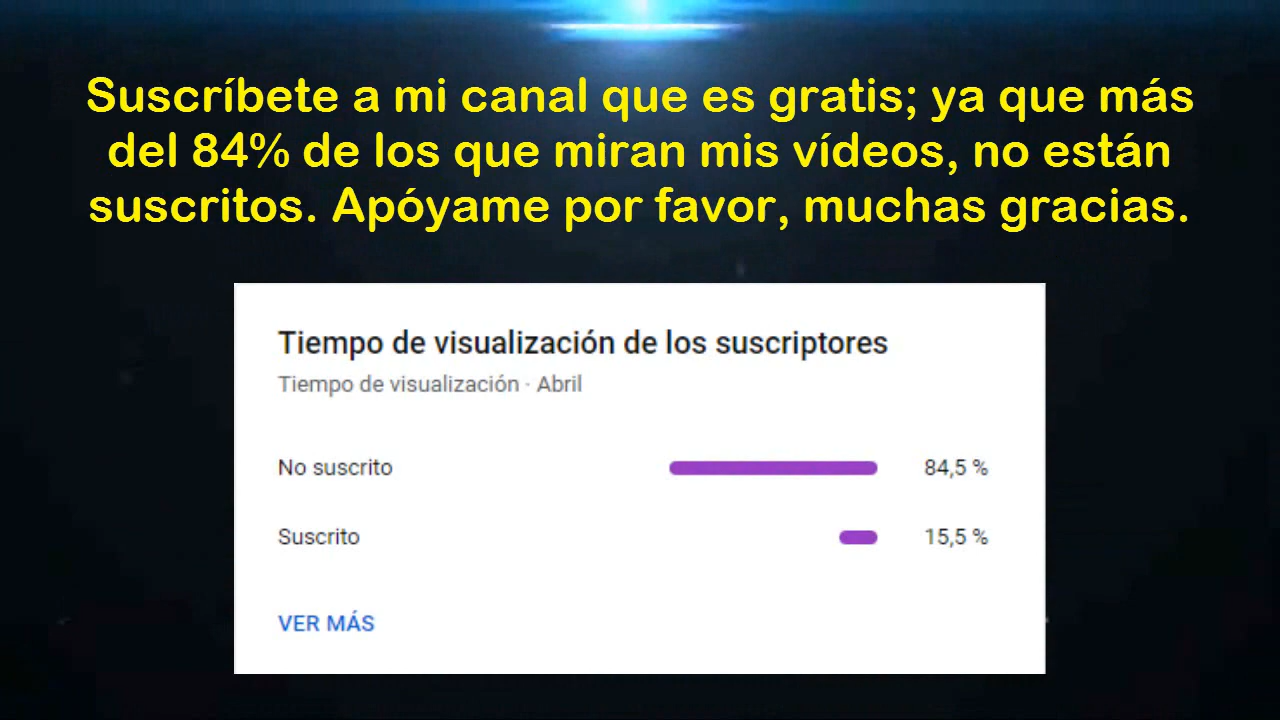 Suscríbete a mi canal que es gratis; ya que más
del 84% de los que miran mis vídeos, no están
suscritos. Apóyame por favor, muchas gracias.
Tiempo de visualización de los suscriptores
Tiempo de visualización · Abril
No suscrito 84,5 %
Suscrito 15,5 %
VER MÁS